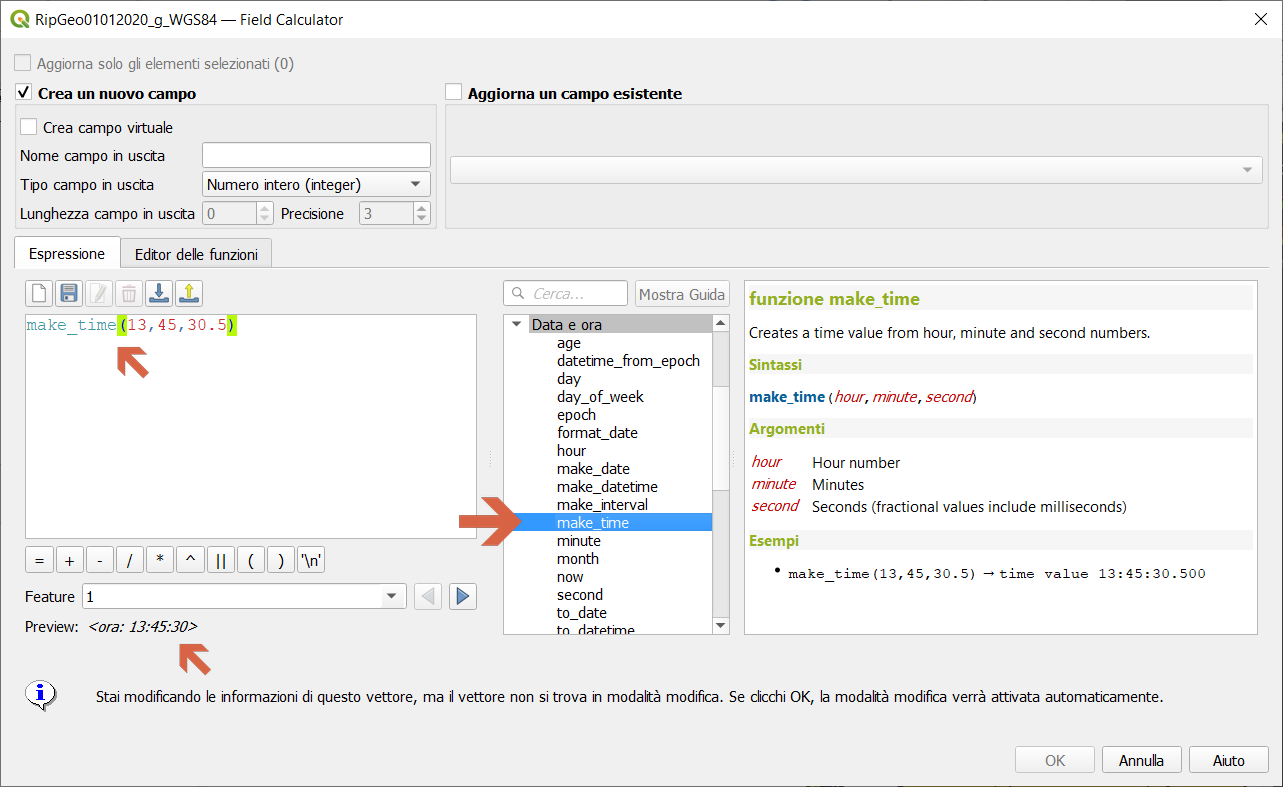 RipGeo01012020_g_WGS84 — Field Calculator
Aggiorna solo gli elementi selezionati (0)
Crea un nuovo campo
Aggiorna un campo esistente
Crea campo virtuale
Nome campo in uscita
Tipo campo in uscita
Numero intero (integer)
Lunghezza campo in uscita
0
Precisione
3
Espressione
Editor delle funzioni
make_time(13,45,30.5)
= + - / * ^ || ( ) '\n'
Feature
1
Preview: <ora: 13:45:30>
Cerca...
Mostra Guida
Data e ora
age
datetime_from_epoch
day
day_of_week
epoch
format_date
hour
make_date
make_datetime
make_interval
make_time
minute
month
now
second
to_date
to_datetime
funzione make_time
Creates a time value from hour, minute and second numbers.
Sintassi
make_time(hour, minute, second)
Argomenti
hour Hour number
minute Minutes
second Seconds (fractional values include milliseconds)
Esempi
• make_time(13,45,30.5) → time value 13:45:30.500
Stai modificando le informazioni di questo vettore, ma il vettore non si trova in modalità modifica. Se clicchi OK, la modalità modifica verrà attivata automaticamente.
OK
Annulla
Aiuto